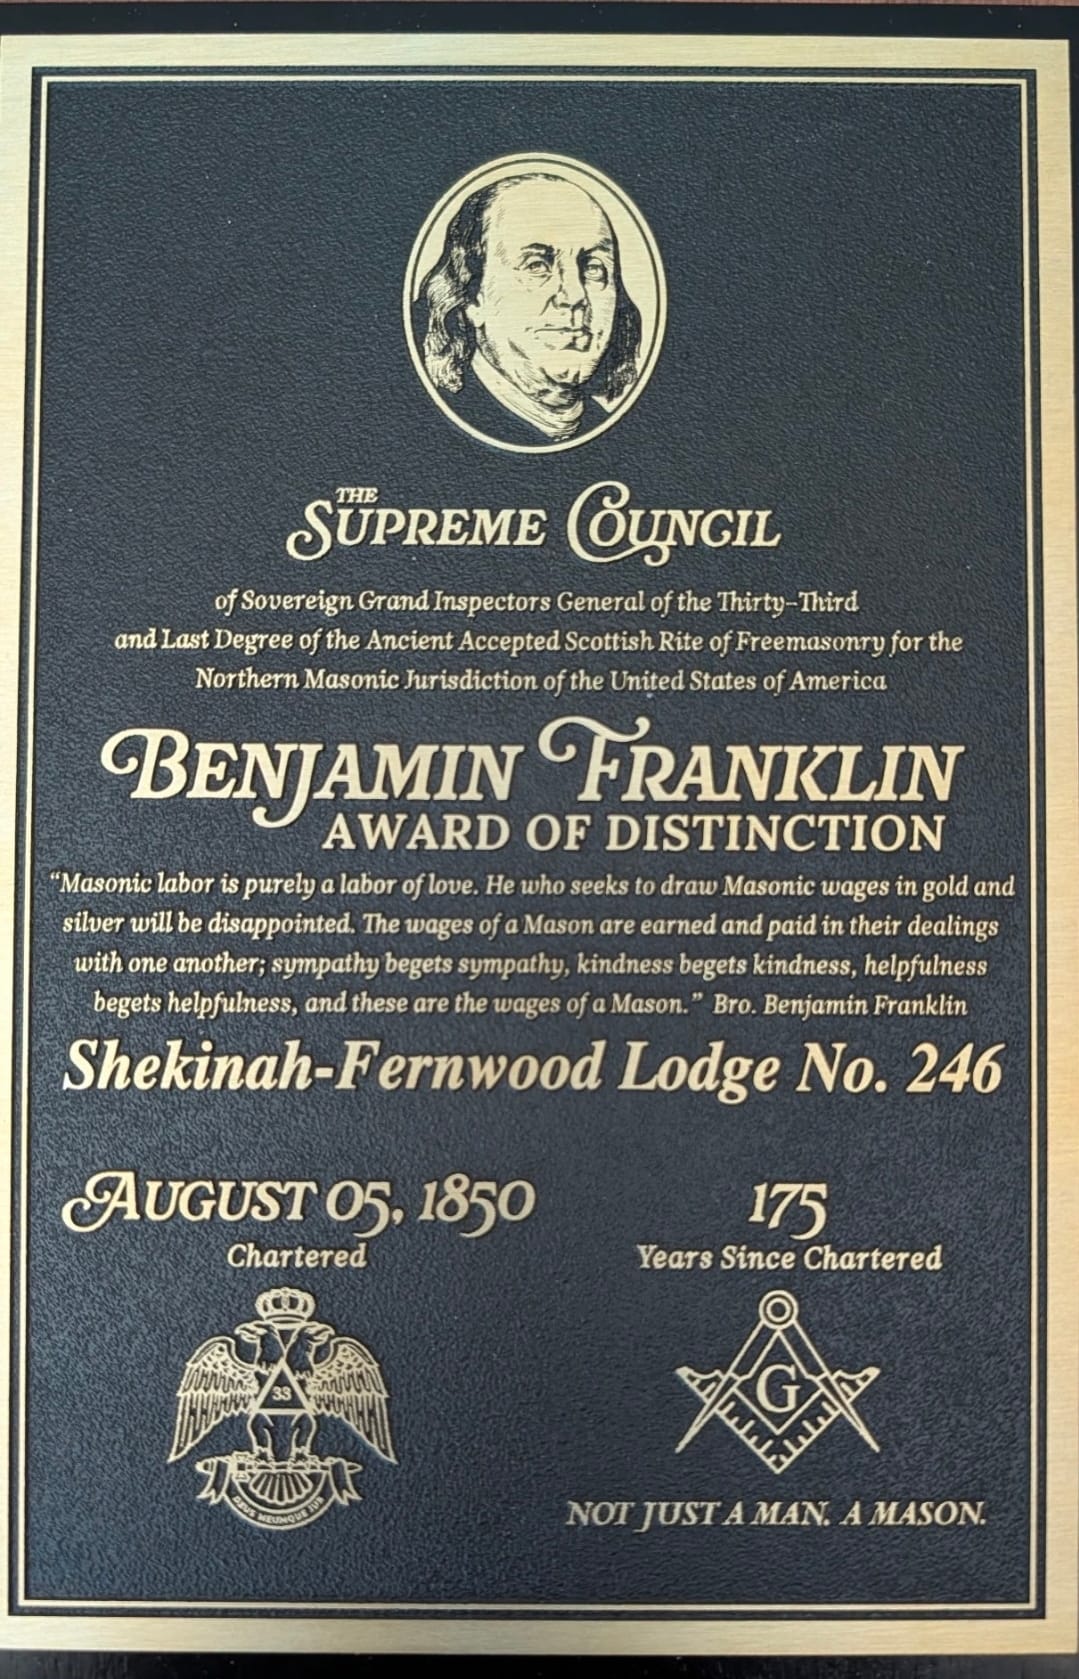 THE
SUPREME COUNCIL
of Sovereign Grand Inspectors General of the Thirty-Third
and Last Degree of the Ancient Accepted Scottish Rite of Freemasonry for the
Northern Masonic Jurisdiction of the United States of America
BENJAMIN FRANKLIN
AWARD OF DISTINCTION
"Masonic labor is purely a labor of love. He who seeks to draw Masonic wages in gold and
silver will be disappointed. The wages of a Mason are earned and paid in their dealings
with one another; sympathy begets sympathy, kindness begets kindness, helpfulness
begets helpfulness, and these are the wages of a Mason." Bro. Benjamin Franklin
Shekinah-Fernwood Lodge No. 246
AUGUST 05, 1850
Chartered
175
Years Since Chartered
33
DEUS MEUMQUE JUS
G
NOT JUST A MAN. A MASON.